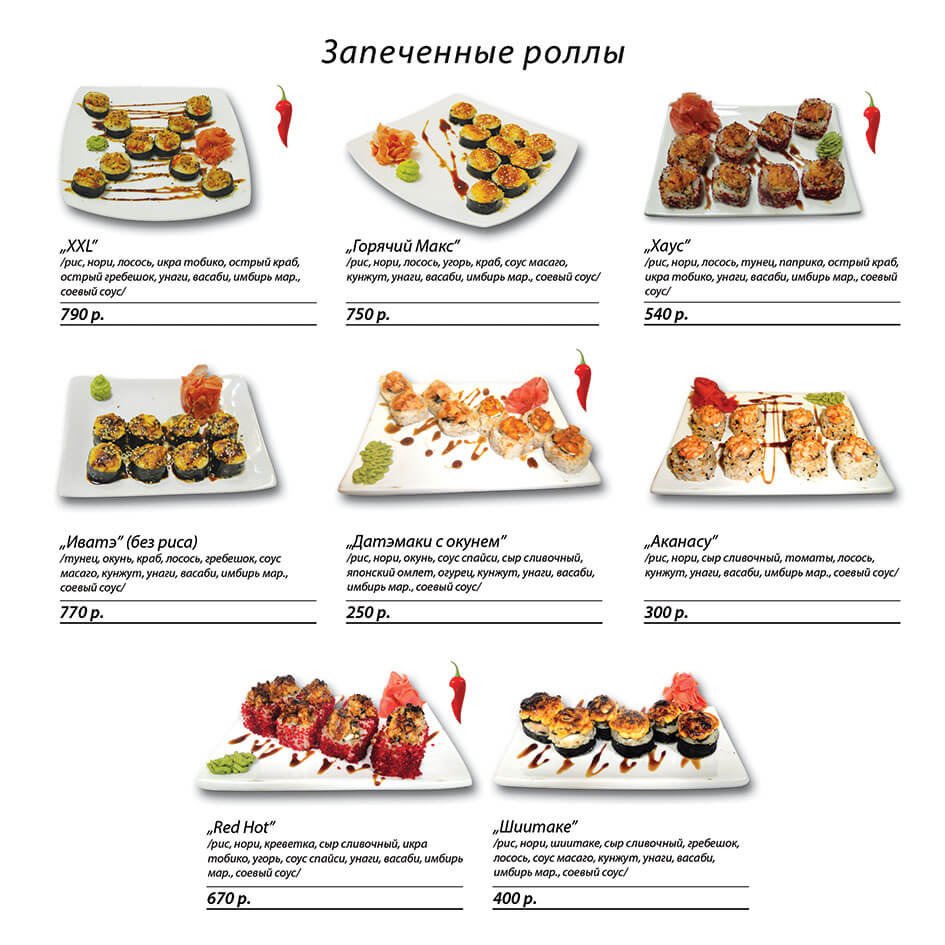 Запеченные роллы
„XXL”
/рис, нори, лосось, икра тобико, острый краб,
острый гребешок, унаги, васаби, имбирь мар.,
соевый соус/
790 р.
„Горячий Макс”
/рис, нори, лосось, угорь, краб, соус масаго,
кунжут, унаги, васаби, имбирь мар., соевый соус/
750 р.
„Хаус”
/рис, нори, лосось, тунец, паприка, острый краб,
икра тобико, унаги, васаби, имбирь мар., соевый
соус/
540 р.
„Иватэ” (без риса)
/тунец, окунь, краб, лосось, гребешок, соус
масаго, кунжут, унаги, васаби, имбирь мар.,
соевый соус/
770 р.
„Датэмаки с окунем”
/рис, нори, окунь, соус спайси, сыр сливочный,
японский омлет, огурец, кунжут, унаги, васаби,
имбирь мар., соевый соус/
250 р.
„Аканасу”
/рис, нори, сыр сливочный, томаты, лосось,
кунжут, унаги, васаби, имбирь мар., соевый соус/
300 р.
„Red Hot”
/рис, нори, креветка, сыр сливочный, икра
тобико, угорь, соус спайси, унаги, васаби, имбирь
мар., соевый соус/
670 р.
„Шиитаке”
/рис, нори, шиитаке, сыр сливочный, гребешок,
лосось, соус масаго, кунжут, унаги, васаби,
имбирь мар., соевый соус/
400 р.